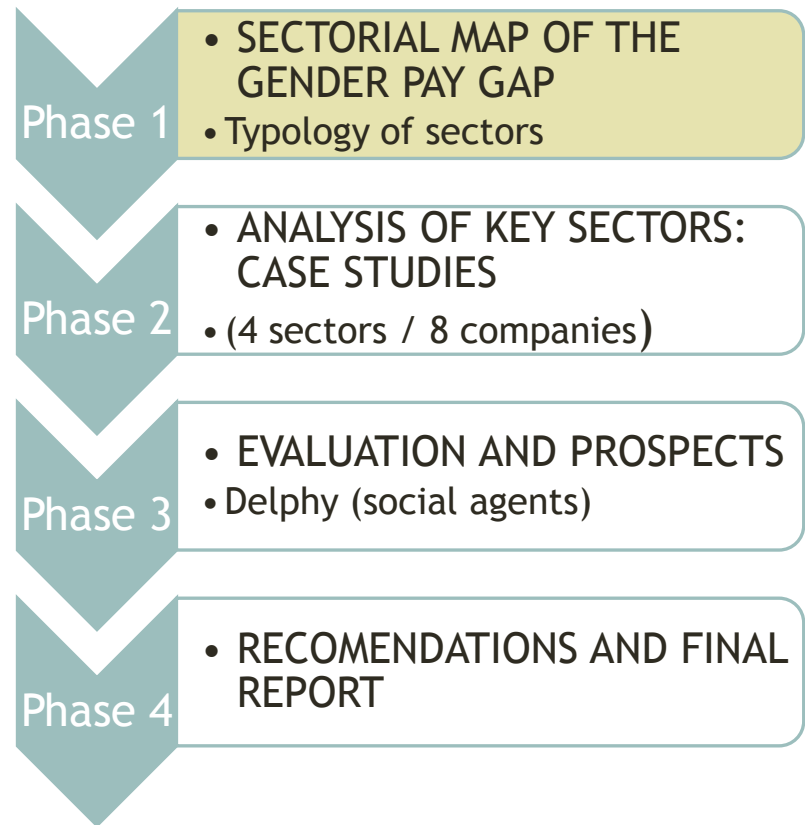 Phase 1
• SECTORIAL MAP OF THE
GENDER PAY GAP
• Typology of sectors
Phase 2
• ANALYSIS OF KEY SECTORS:
CASE STUDIES
• (4 sectors / 8 companies)
Phase 3
• EVALUATION AND PROSPECTS
• Delphy (social agents)
Phase 4
• RECOMENDATIONS AND FINAL
REPORT